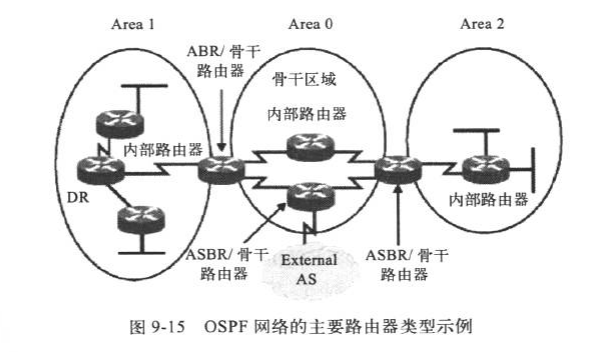 Area 1
Area 0
Area 2
ABR/ 骨干
路由器
骨干区域
内部路由器
内部路由器
DR
内部路由器
ASBR/ 骨干
路由器
External
AS
ASBR/ 骨干
路由器
图 9-15 OSPF 网络的主要路由器类型示例